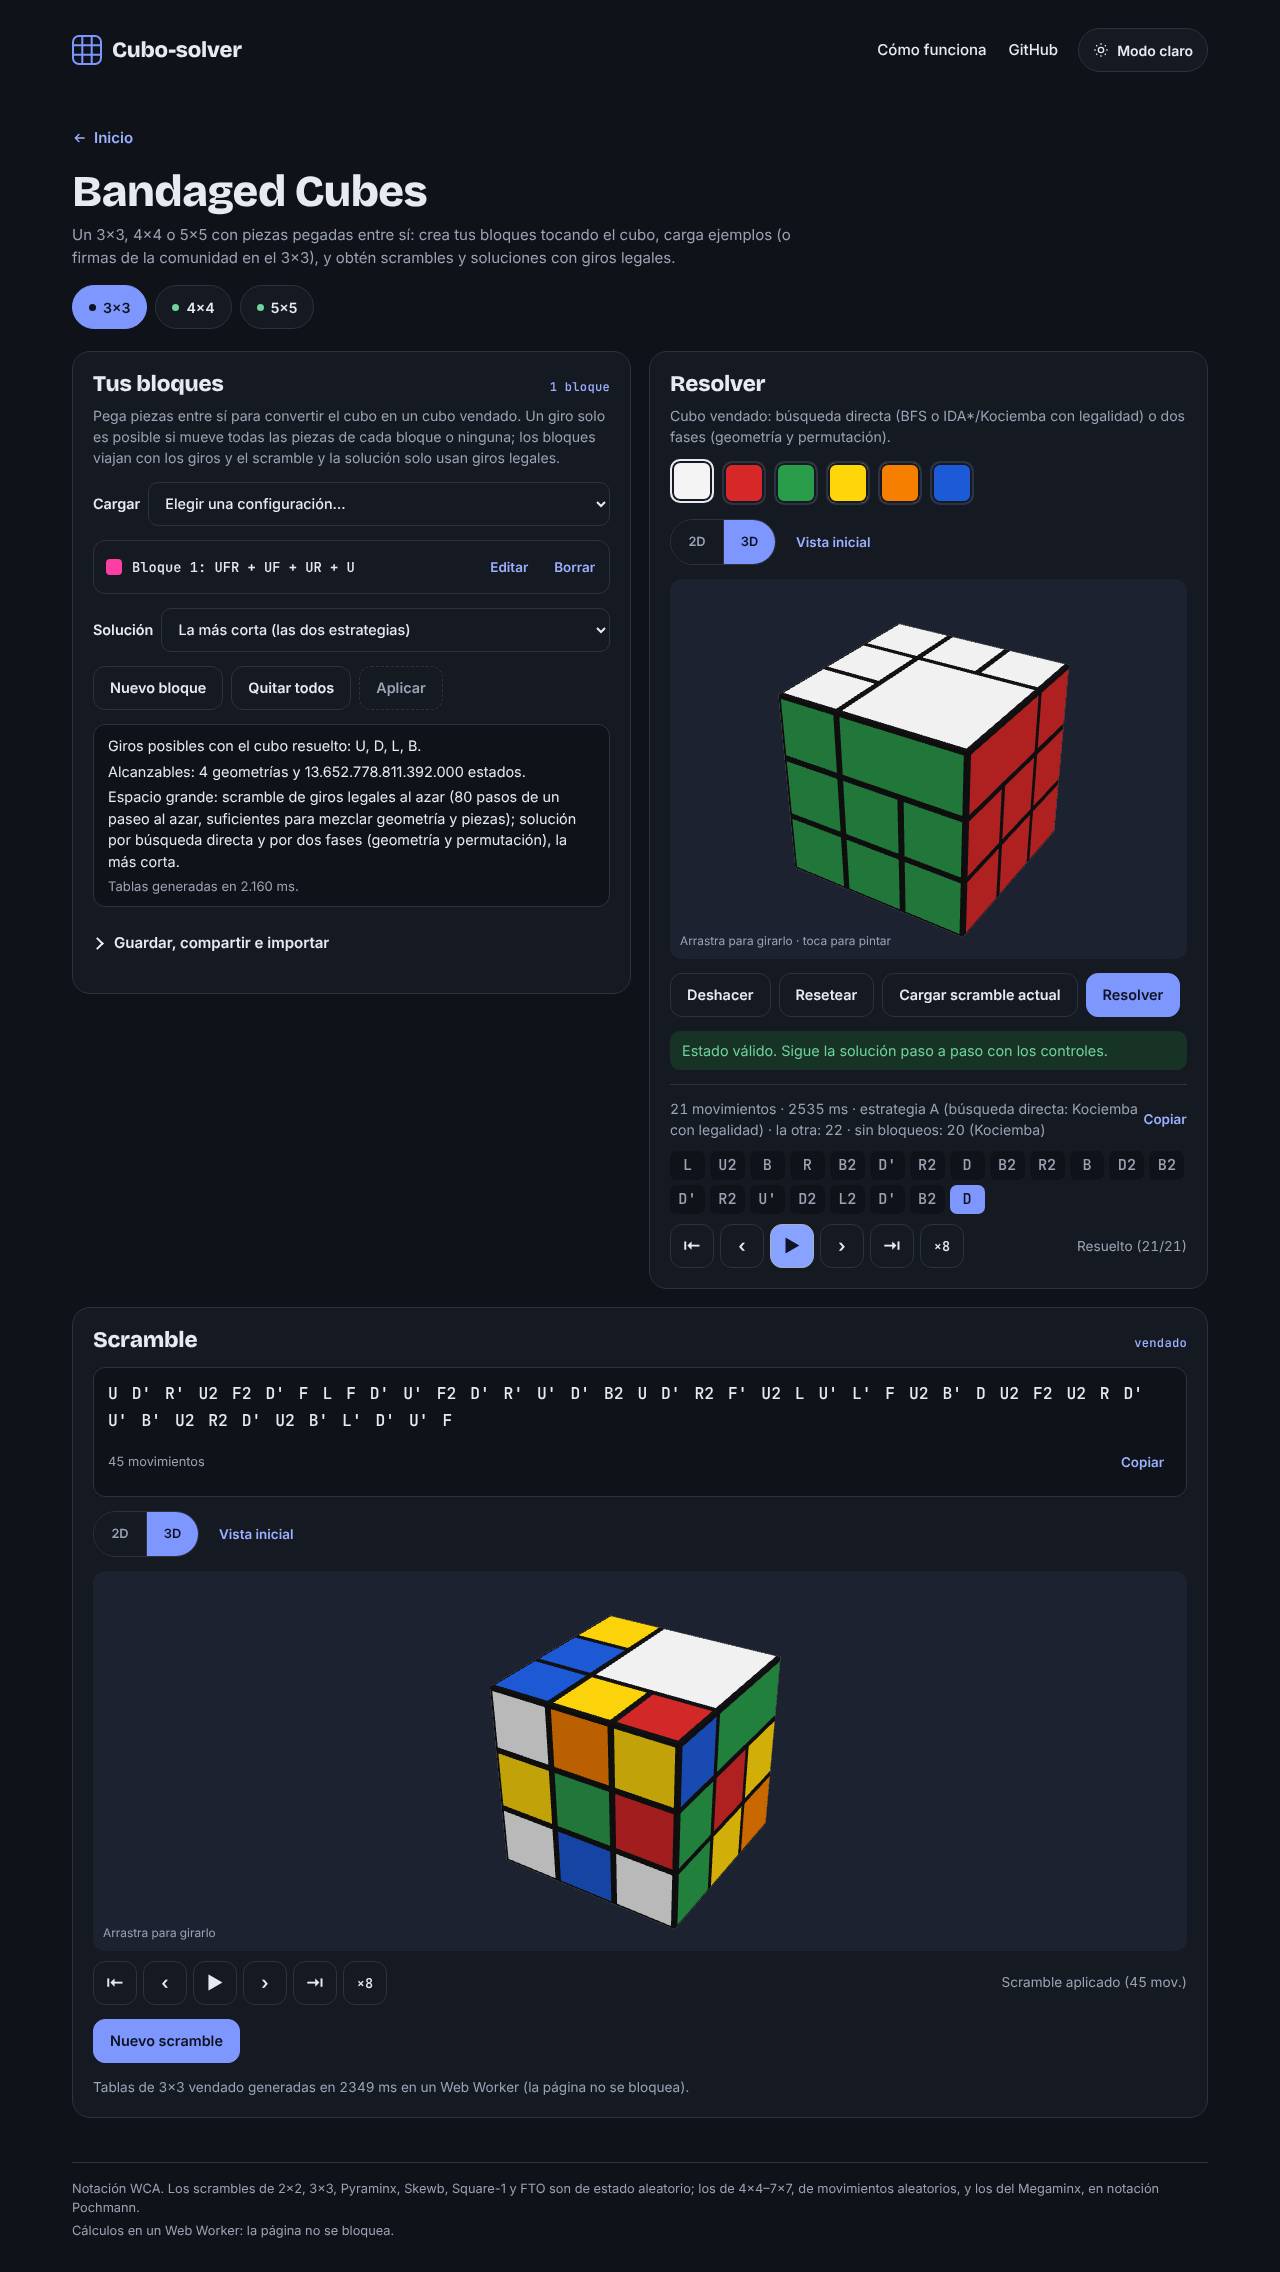 Cubo-solver
Cómo funciona
GitHub
Modo claro
← Inicio
Bandaged Cubes
Un 3×3, 4×4 o 5×5 con piezas pegadas entre sí: crea tus bloques tocando el cubo, carga ejemplos (o
firmas de la comunidad en el 3×3), y obtén scrambles y soluciones con giros legales.
3×3
4×4
5×5
Tus bloques
1 bloque
Pega piezas entre sí para convertir el cubo en un cubo vendado. Un giro solo
es posible si mueve todas las piezas de cada bloque o ninguna; los bloques
viajan con los giros y el scramble y la solución solo usan giros legales.
Cargar
Elegir una configuración...
Bloque 1: UFR + UF + UR + U
Editar
Borrar
Solución
La más corta (las dos estrategias)
Nuevo bloque
Quitar todos
Aplicar
Giros posibles con el cubo resuelto: U, D, L, B.
Alcanzables: 4 geometrías y 13.652.778.811.392.000 estados.
Espacio grande: scramble de giros legales al azar (80 pasos de un
paseo al azar, suficientes para mezclar geometría y piezas); solución
por búsqueda directa y por dos fases (geometría y permutación), la
más corta.
Tablas generadas en 2.160 ms.
Guardar, compartir e importar
Resolver
Cubo vendado: búsqueda directa (BFS o IDA*/Kociemba con legalidad) o dos
fases (geometría y permutación).
2D
3D
Vista inicial
Arrastra para girarlo · toca para pintar
Deshacer
Resetear
Cargar scramble actual
Resolver
Estado válido. Sigue la solución paso a paso con los controles.
21 movimientos · 2535 ms · estrategia A (búsqueda directa: Kociemba
con legalidad) · la otra: 22 · sin bloqueos: 20 (Kociemba)
Copiar
L U2 B R B2 D' R2 D B2 R2 B D2 B2
D' R2 U' D2 L2 D' B2 D
×8
Resuelto (21/21)
Scramble
vendado
U D' R' U2 F2 D' F L F D' U' F2 D' R' U' D' B2 U D' R2 F' U2 L U' L' F U2 B' D U2 F2 U2 R D'
U' B' U2 R2 D' U2 B' L' D' U' F
45 movimientos
Copiar
2D
3D
Vista inicial
Arrastra para girarlo
×8
Scramble aplicado (45 mov.)
Nuevo scramble
Tablas de 3×3 vendado generadas en 2349 ms en un Web Worker (la página no se bloquea).
Notación WCA. Los scrambles de 2×2, 3×3, Pyraminx, Skewb, Square-1 y FTO son de estado aleatorio; los de 4×4–7×7, de movimientos aleatorios, y los del Megaminx, en notación
Pochmann.
Cálculos en un Web Worker: la página no se bloquea.